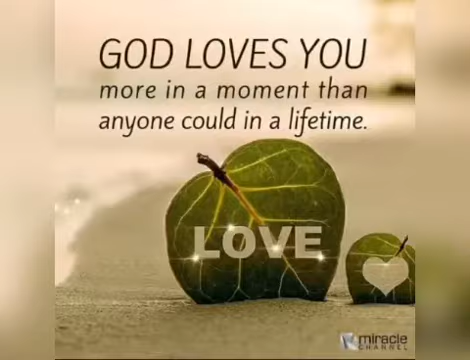 GOD LOVES YOU
more in a moment than
anyone could in a lifetime.
LOVE
miracle
CHANNEL